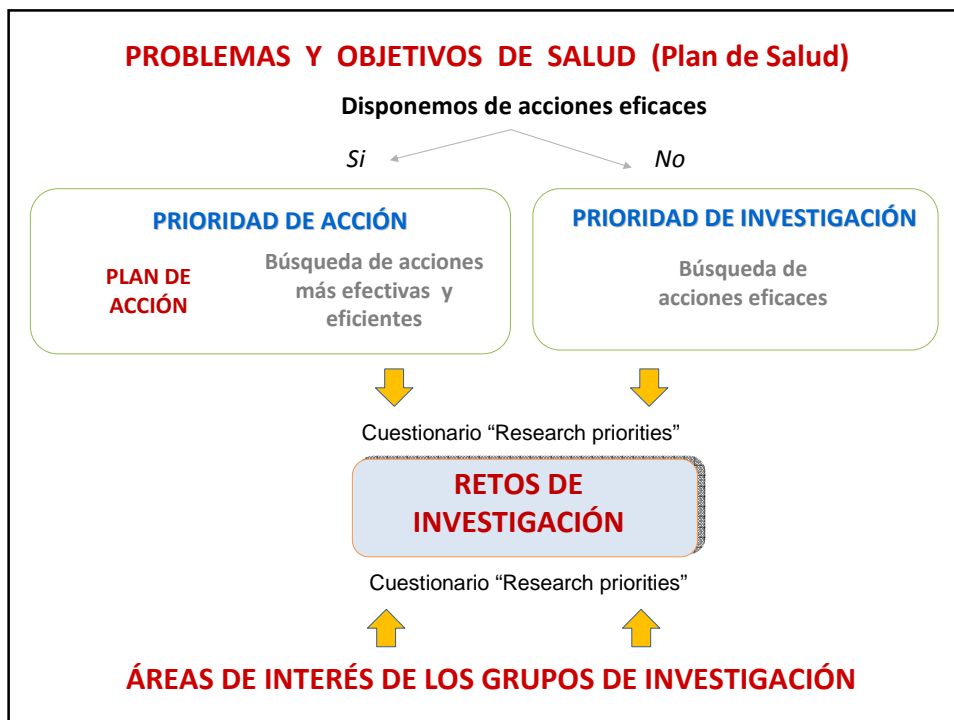 PROBLEMAS Y OBJETIVOS DE SALUD (Plan de Salud)
Disponemos de acciones eficaces
Si
No
PRIORIDAD DE ACCIÓN
PLAN DE
ACCIÓN
Búsqueda de acciones
más efectivas y
eficientes
PRIORIDAD DE INVESTIGACIÓN
Búsqueda de
acciones eficaces
Cuestionario “Research priorities”
RETOS DE
INVESTIGACIÓN
Cuestionario “Research priorities”
ÁREAS DE INTERÉS DE LOS GRUPOS DE INVESTIGACIÓN